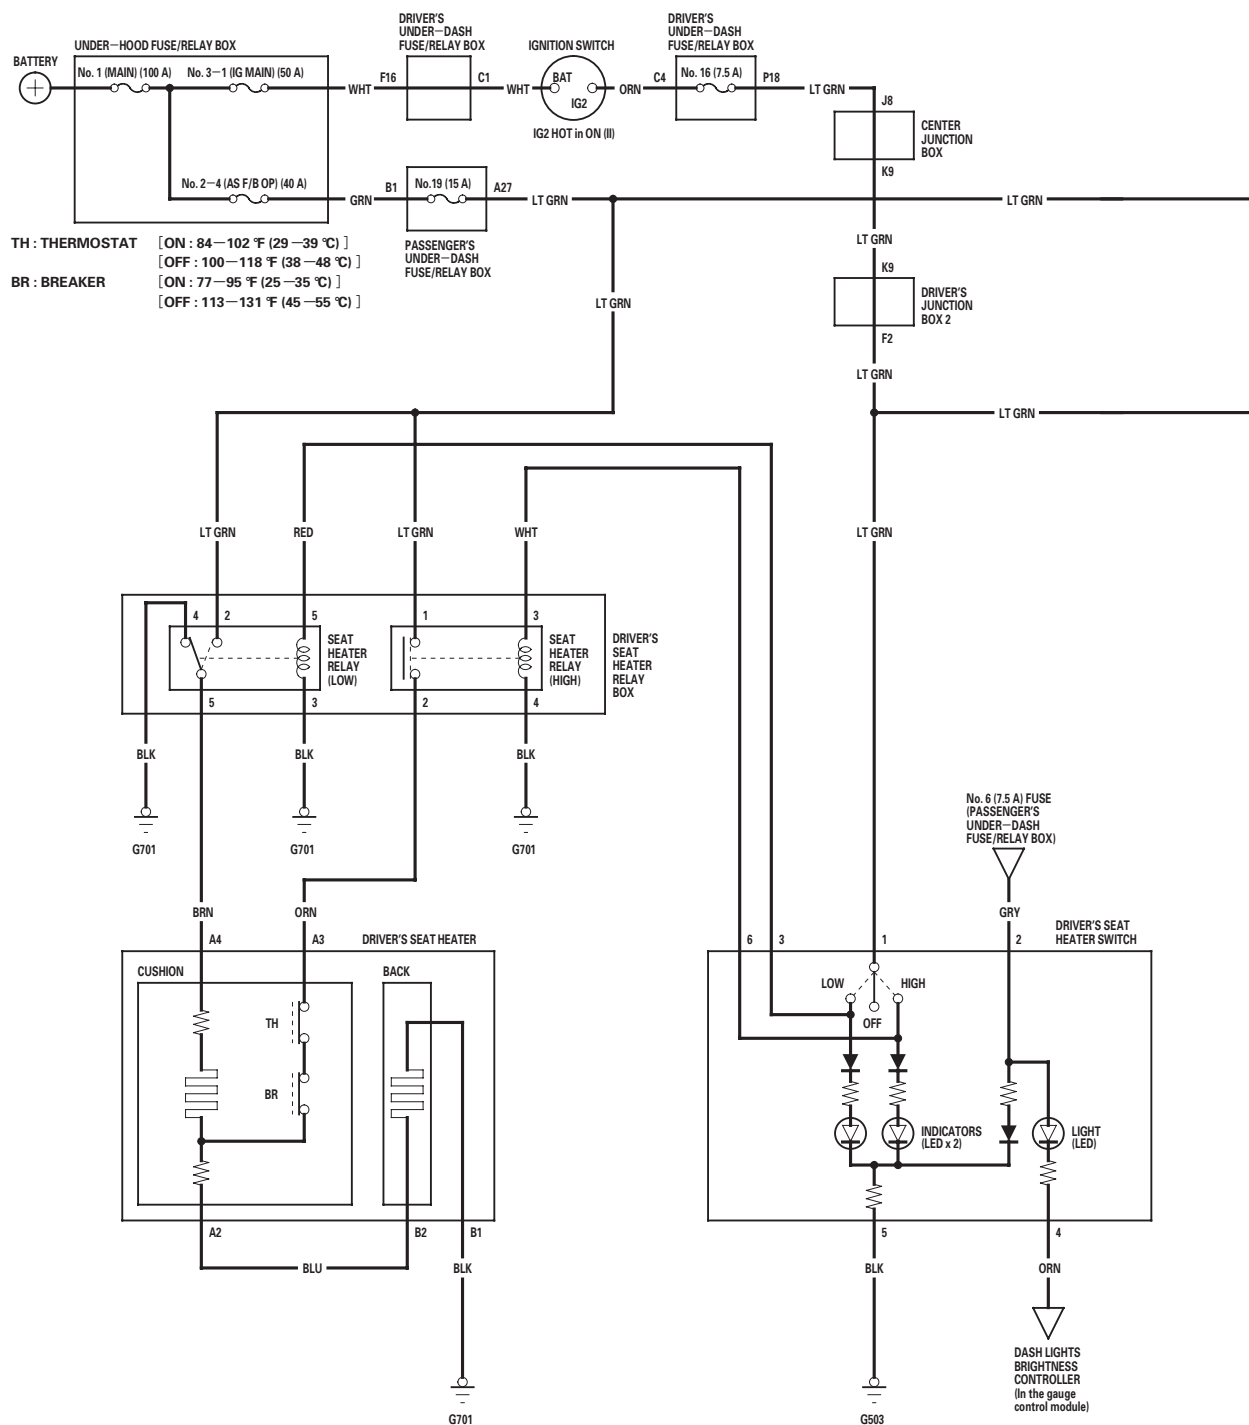 BATTERY
UNDER-HOOD FUSE/RELAY BOX
No. 1 (MAIN) (100 A)
No. 3-1 (IG MAIN) (50 A)
No. 2-4 (AS F/B OP) (40 A)
WHT
F16
DRIVER'S
UNDER-DASH
FUSE/RELAY BOX
C1
WHT
IGNITION SWITCH
BAT
IG2
IG2 HOT in ON (II)
ORN
C4
DRIVER'S
UNDER-DASH
FUSE/RELAY BOX
No. 16 (7.5 A)
P18
LT GRN
J8
CENTER
JUNCTION
BOX
K9
GRN
B1
No.19 (15 A)
A27
PASSENGER'S
UNDER-DASH
FUSE/RELAY BOX
LT GRN
LT GRN
LT GRN
TH : THERMOSTAT [ON : 84-102 °F (29-39 °C) ]
[OFF : 100-118 °F (38-48 °C) ]
BR : BREAKER [ON : 77-95 °F (25-35 °C) ]
[OFF : 113-131 °F (45-55 °C) ]
LT GRN
K9
DRIVER'S
JUNCTION
BOX 2
F2
LT GRN
LT GRN
LT GRN
RED
LT GRN
WHT
LT GRN
4
2
5
1
3
SEAT
HEATER
RELAY
(LOW)
SEAT
HEATER
RELAY
(HIGH)
DRIVER'S
SEAT
HEATER
RELAY
BOX
5
3
2
4
BLK
BLK
BLK
G701
G701
G701
No. 6 (7.5 A) FUSE
(PASSENGER'S
UNDER-DASH
FUSE/RELAY BOX)
BRN
ORN
GRY
A4
A3
DRIVER'S SEAT HEATER
6
3
1
2
DRIVER'S SEAT
HEATER SWITCH
CUSHION
BACK
LOW
HIGH
OFF
TH
BR
INDICATORS
(LED x 2)
LIGHT
(LED)
A2
B2
B1
5
4
BLU
BLK
BLK
ORN
DASH LIGHTS
BRIGHTNESS
CONTROLLER
(In the gauge
control module)
G701
G503